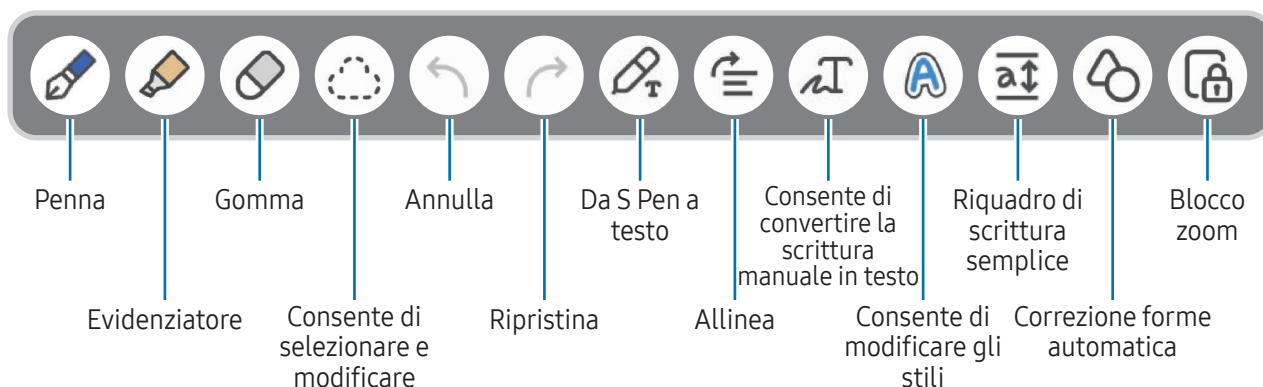 Penna
Gomma
Annulla
Da S Pen a
testo
Consente di
convertire la
scrittura
manuale in testo
Riquadro di
scrittura
semplice
Blocco
zoom
Evidenziatore
Consente di
selezionare e
modificare
Ripristina
Allinea
Consente di
modificare gli
stili
Correzione forme
automatica